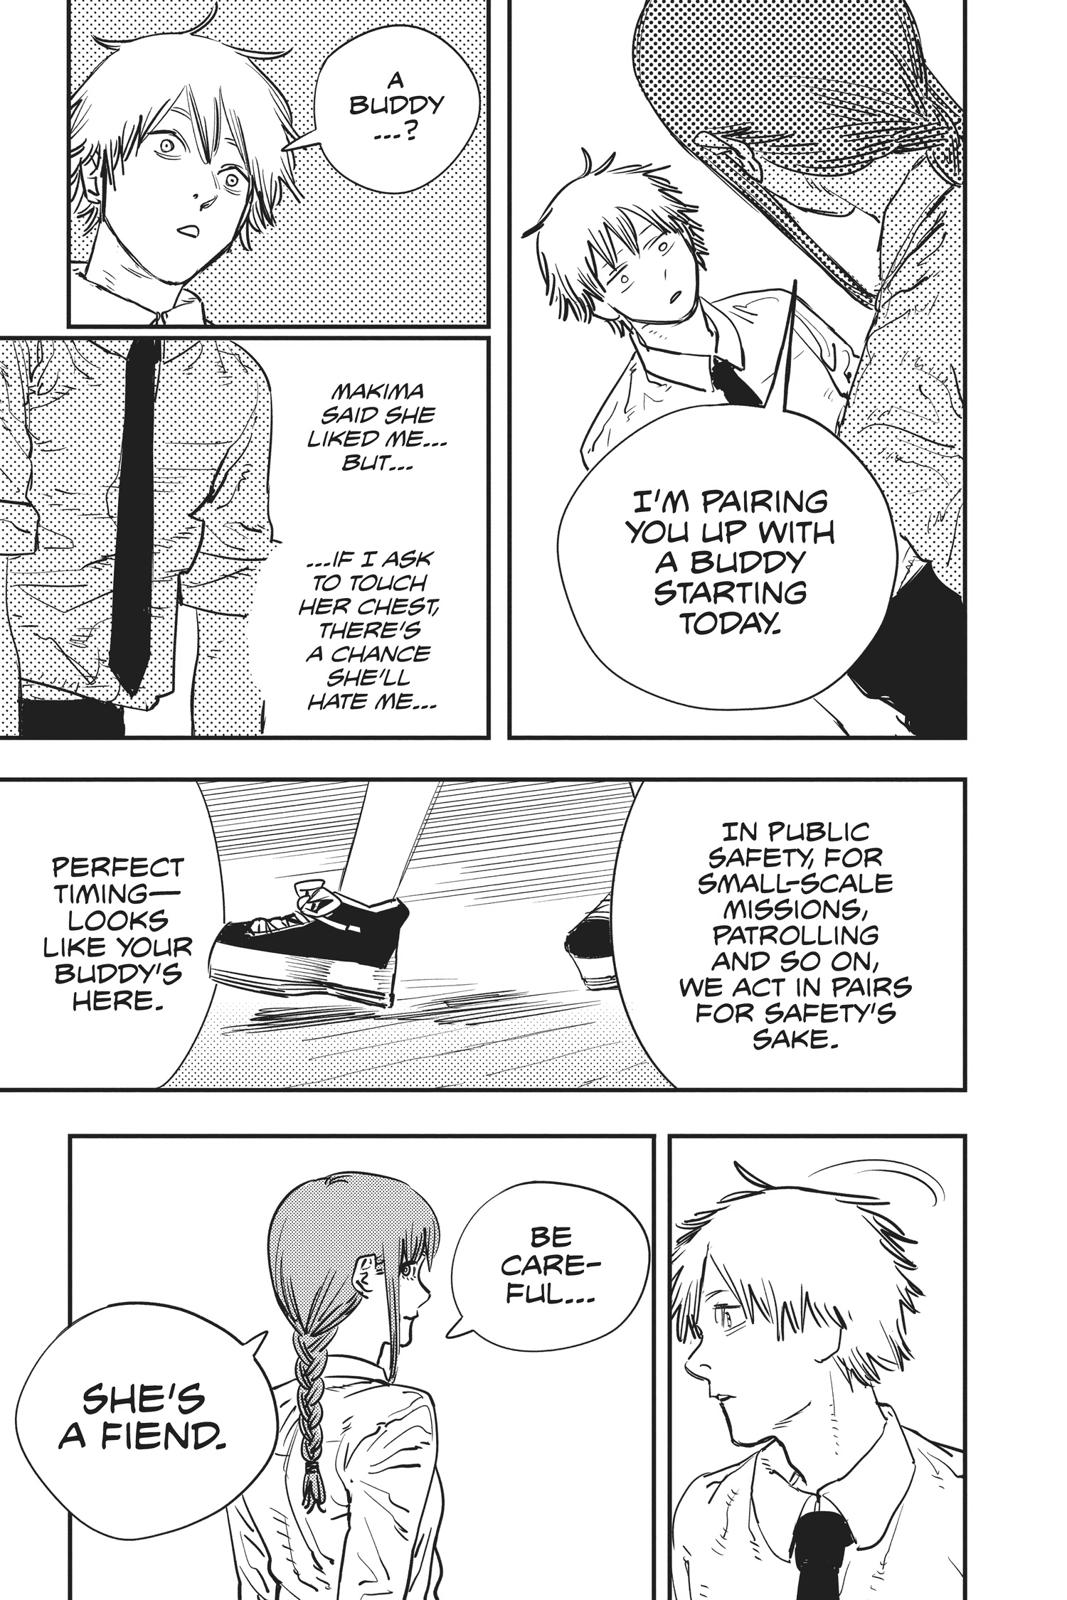 I'M PAIRING
YOU UP WITH
A BUDDY
STARTING
TODAY.
A
BUDDY
...?
MAKIMA
SAID SHE
LIKED ME...
BUT...
...IF I ASK
TO TOUCH
HER CHEST,
THERE'S
A CHANCE
SHE'LL
HATE ME...
IN PUBLIC
SAFETY, FOR
SMALL-SCALE
MISSIONS,
PATROLLING
AND SO ON,
WE ACT IN PAIRS
FOR SAFETY'S
SAKE.
PERFECT
TIMING—
LOOKS
LIKE YOUR
BUDDY'S
HERE.
BE
CARE-
FUL...
SHE'S
A FIEND.